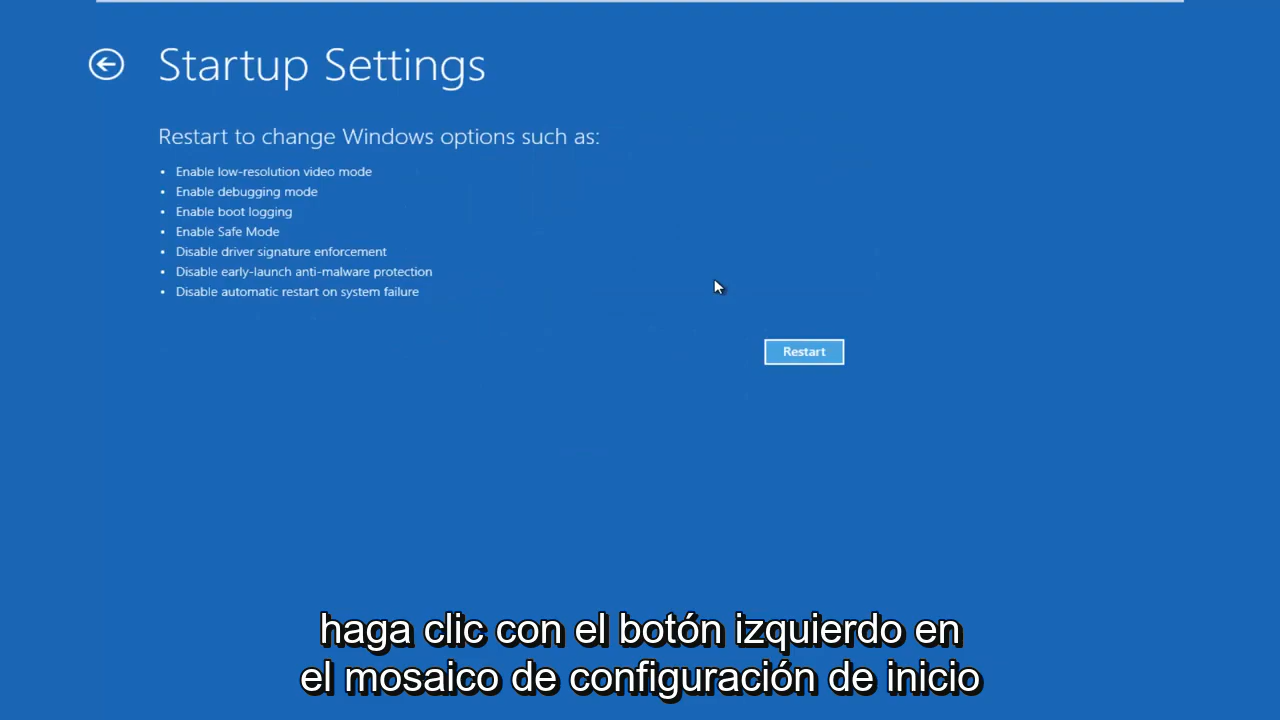 Startup Settings
Restart to change Windows options such as:
• Enable low-resolution video mode
• Enable debugging mode
• Enable boot logging
• Enable Safe Mode
• Disable driver signature enforcement
• Disable early-launch anti-malware protection
• Disable automatic restart on system failure
Restart
haga clic con el botón izquierdo en
el mosaico de configuración de inicio